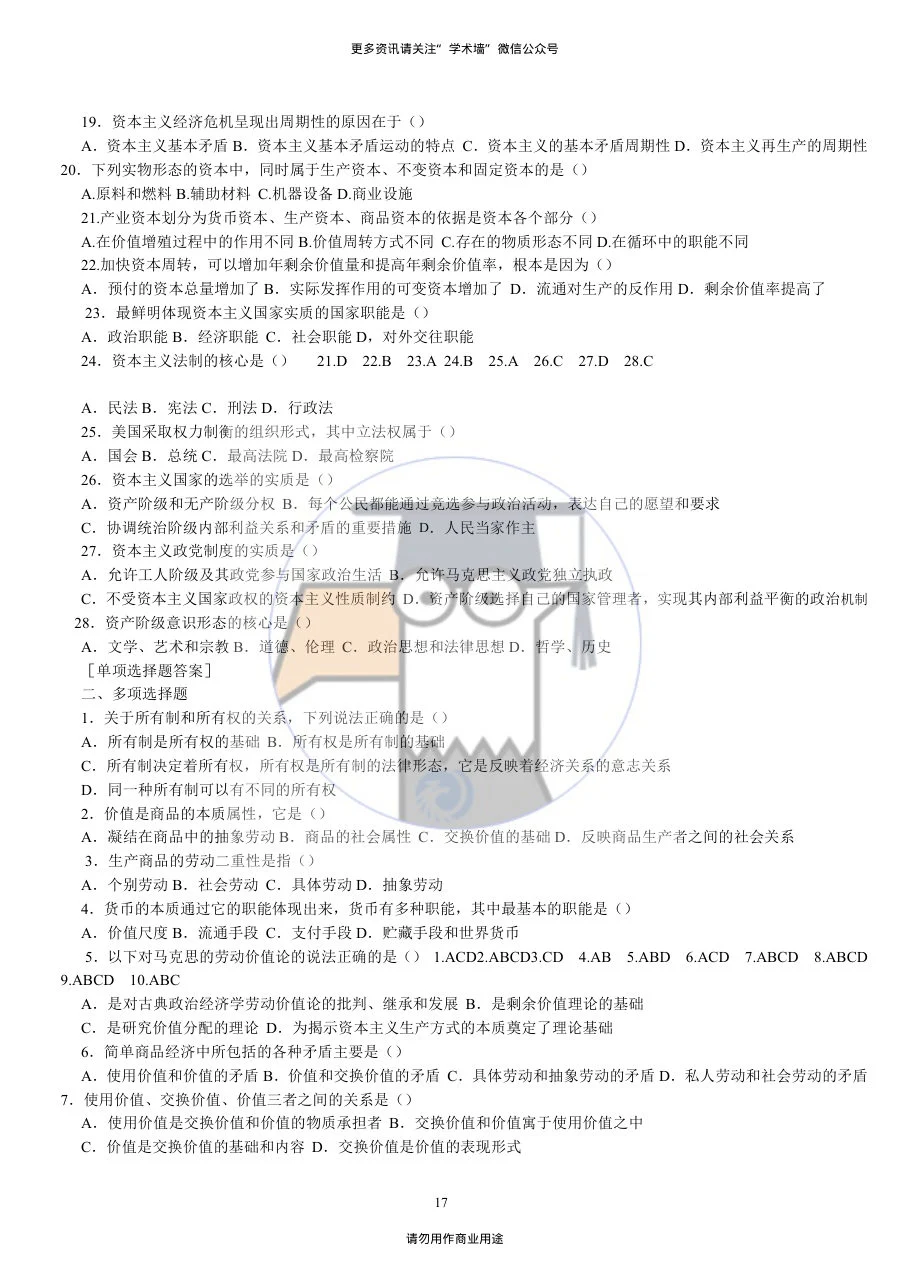 更多资讯请关注“学术墙”微信公众号
19．资本主义经济危机呈现出周期性的原因在于（）
A．资本主义基本矛盾 B．资本主义基本矛盾运动的特点 C．资本主义的基本矛盾周期性 D．资本主义再生产的周期性
20．下列实物形态的资本中，同时属于生产资本、不变资本和固定资本的是（）
A.原料和燃料 B.辅助材料 C.机器设备 D.商业设施
21.产业资本划分为货币资本、生产资本、商品资本的依据是资本各个部分（）
A.在价值增殖过程中的作用不同 B.价值周转方式不同 C.存在的物质形态不同 D.在循环中的职能不同
22.加快资本周转，可以增加年剩余价值量和提高年剩余价值率，根本是因为（）
A．预付的资本总量增加了 B．实际发挥作用的可变资本增加了 D．流通对生产的反作用 D．剩余价值率提高了
23．最鲜明体现资本主义国家实质的国家职能是（）
A．政治职能 B．经济职能 C．社会职能 D，对外交往职能
24．资本主义法制的核心是（） 21.D 22.B 23.A 24.B 25.A 26.C 27.D 28.C
A．民法 B．宪法 C．刑法 D．行政法
25．美国采取权力制衡的组织形式，其中立法权属于（）
A．国会 B．总统 C．最高法院 D．最高检察院
26．资本主义国家的选举的实质是（）
A．资产阶级和无产阶级分权 B．每个公民都能通过竞选参与政治活动，表达自己的愿望和要求
C．协调统治阶级内部利益关系和矛盾的重要措施 D．人民当家作主
27．资本主义政党制度的实质是（）
A．允许工人阶级及其政党参与国家政治生活 B．允许马克思主义政党独立执政
C．不受资本主义国家政权的资本主义性质制约 D．资产阶级选择自己的国家管理者，实现其内部利益平衡的政治机制
28．资产阶级意识形态的核心是（）
A．文学、艺术和宗教 B．道德、伦理 C．政治思想和法律思想 D．哲学、历史
［单项选择题答案］
二、多项选择题
1．关于所有制和所有权的关系，下列说法正确的是（）
A．所有制是所有权的基础 B．所有权是所有制的基础
C．所有制决定着所有权，所有权是所有制的法律形态，它是反映着经济关系的意志关系
D．同一种所有制可以有不同的所有权
2．价值是商品的本质属性，它是（）
A．凝结在商品中的抽象劳动 B．商品的社会属性 C．交换价值的基础 D．反映商品生产者之间的社会关系
3．生产商品的劳动二重性是指（）
A．个别劳动 B．社会劳动 C．具体劳动 D．抽象劳动
4．货币的本质通过它的职能体现出来，货币有多种职能，其中最基本的职能是（）
A．价值尺度 B．流通手段 C．支付手段 D．贮藏手段和世界货币
5．以下对马克思的劳动价值论的说法正确的是（） 1.ACD2.ABCD3.CD 4.AB 5.ABD 6.ACD 7.ABCD 8.ABCD
9.ABCD 10.ABC
A．是对古典政治经济学劳动价值论的批判、继承和发展 B．是剩余价值理论的基础
C．是研究价值分配的理论 D．为揭示资本主义生产方式的本质奠定了理论基础
6．简单商品经济中所包括的各种矛盾主要是（）
A．使用价值和价值的矛盾 B．价值和交换价值的矛盾 C．具体劳动和抽象劳动的矛盾 D．私人劳动和社会劳动的矛盾
7．使用价值、交换价值、价值三者之间的关系是（）
A．使用价值是交换价值和价值的物质承担者 B．交换价值和价值寓于使用价值之中
C．价值是交换价值的基础和内容 D．交换价值是价值的表现形式
17
请勿用作商业用途